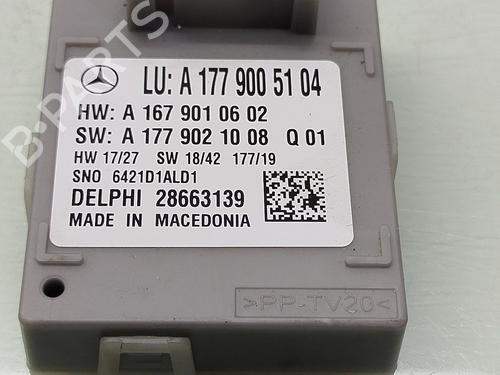 LU: A 177 900 51 04
HW: A 167 901 06 02
SW: A 177 902 10 08 Q 01
HW 17/27 SW 18/42 177/19
SNO 6421D1ALD1
DELPHI 28663139
MADE IN MACEDONIA
>PP-TV20<
B-PARTS